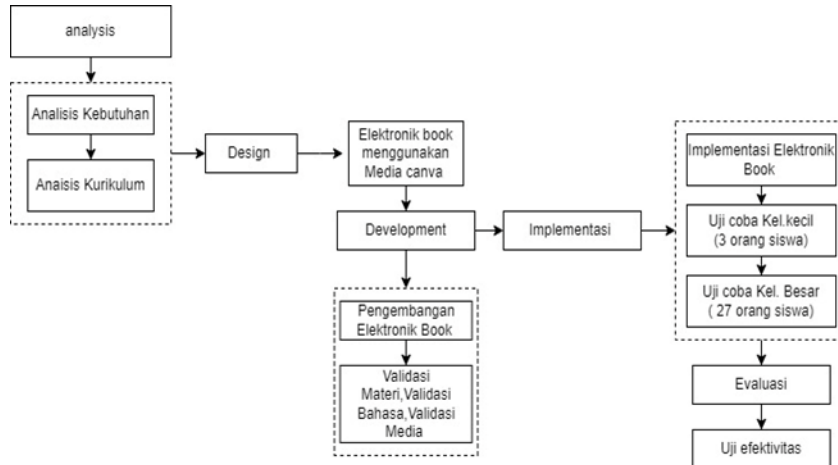 analysis
Analisis Kebutuhan
Anaisis Kurikulum
Design
Elektronik book
menggunakan
Media canva
Development
Pengembangan
Elektronik Book
Validasi
Materi,Validasi
Bahasa,Validasi
Media
Implementasi
Implementasi Elektronik
Book
Uji coba Kel.kecil
(3 orang siswa)
Uji coba Kel. Besar
( 27 orang siswa)
Evaluasi
Uji efektivitas